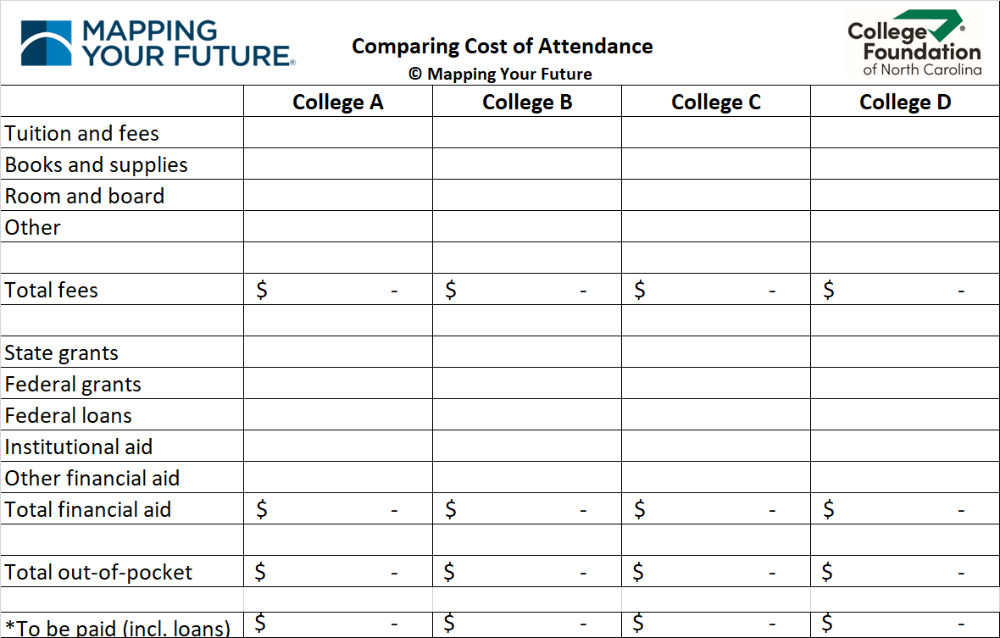 MAPPING
YOUR FUTURE®
Comparing Cost of Attendance
© Mapping Your Future
College
Foundation®
of North Carolina
College A College B College C College D
Tuition and fees
Books and supplies
Room and board
Other
Total fees $ - $ - $ - $ -
State grants
Federal grants
Federal loans
Institutional aid
Other financial aid
Total financial aid $ - $ - $ - $ -
Total out-of-pocket $ - $ - $ - $ -
*To be paid (incl. loans) $ - $ - $ - $ -